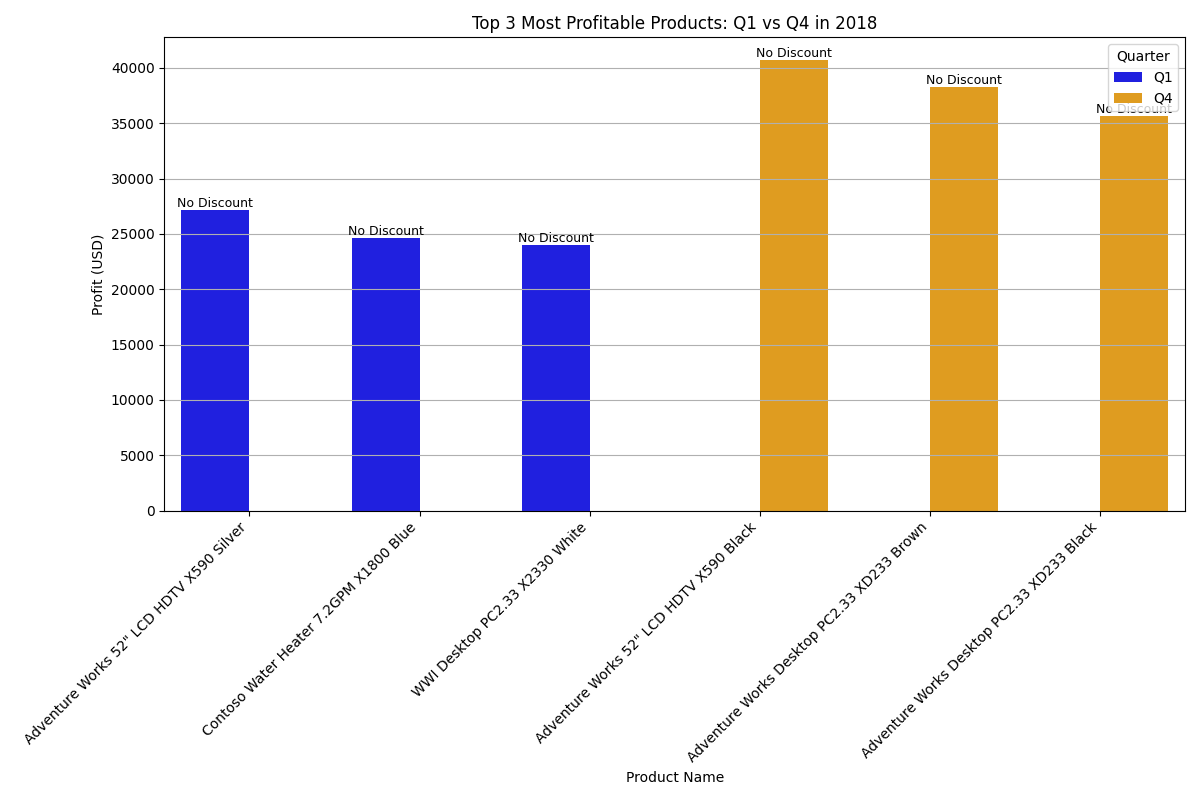 Top 3 Most Profitable Products: Q1 vs Q4 in 2018
Quarter
Q1
Q4
No Discount
No Discount
No Discount
No Discount
No Discount
No Discount
40000
35000
30000
25000
20000
15000
10000
5000
0
Profit (USD)
Adventure Works 52" LCD HDTV X590 Silver
Contoso Water Heater 7.2GPM X1800 Blue
WWI Desktop PC2.33 X2330 White
Adventure Works 52" LCD HDTV X590 Black
Adventure Works Desktop PC2.33 XD233 Brown
Adventure Works Desktop PC2.33 XD233 Black
Product Name